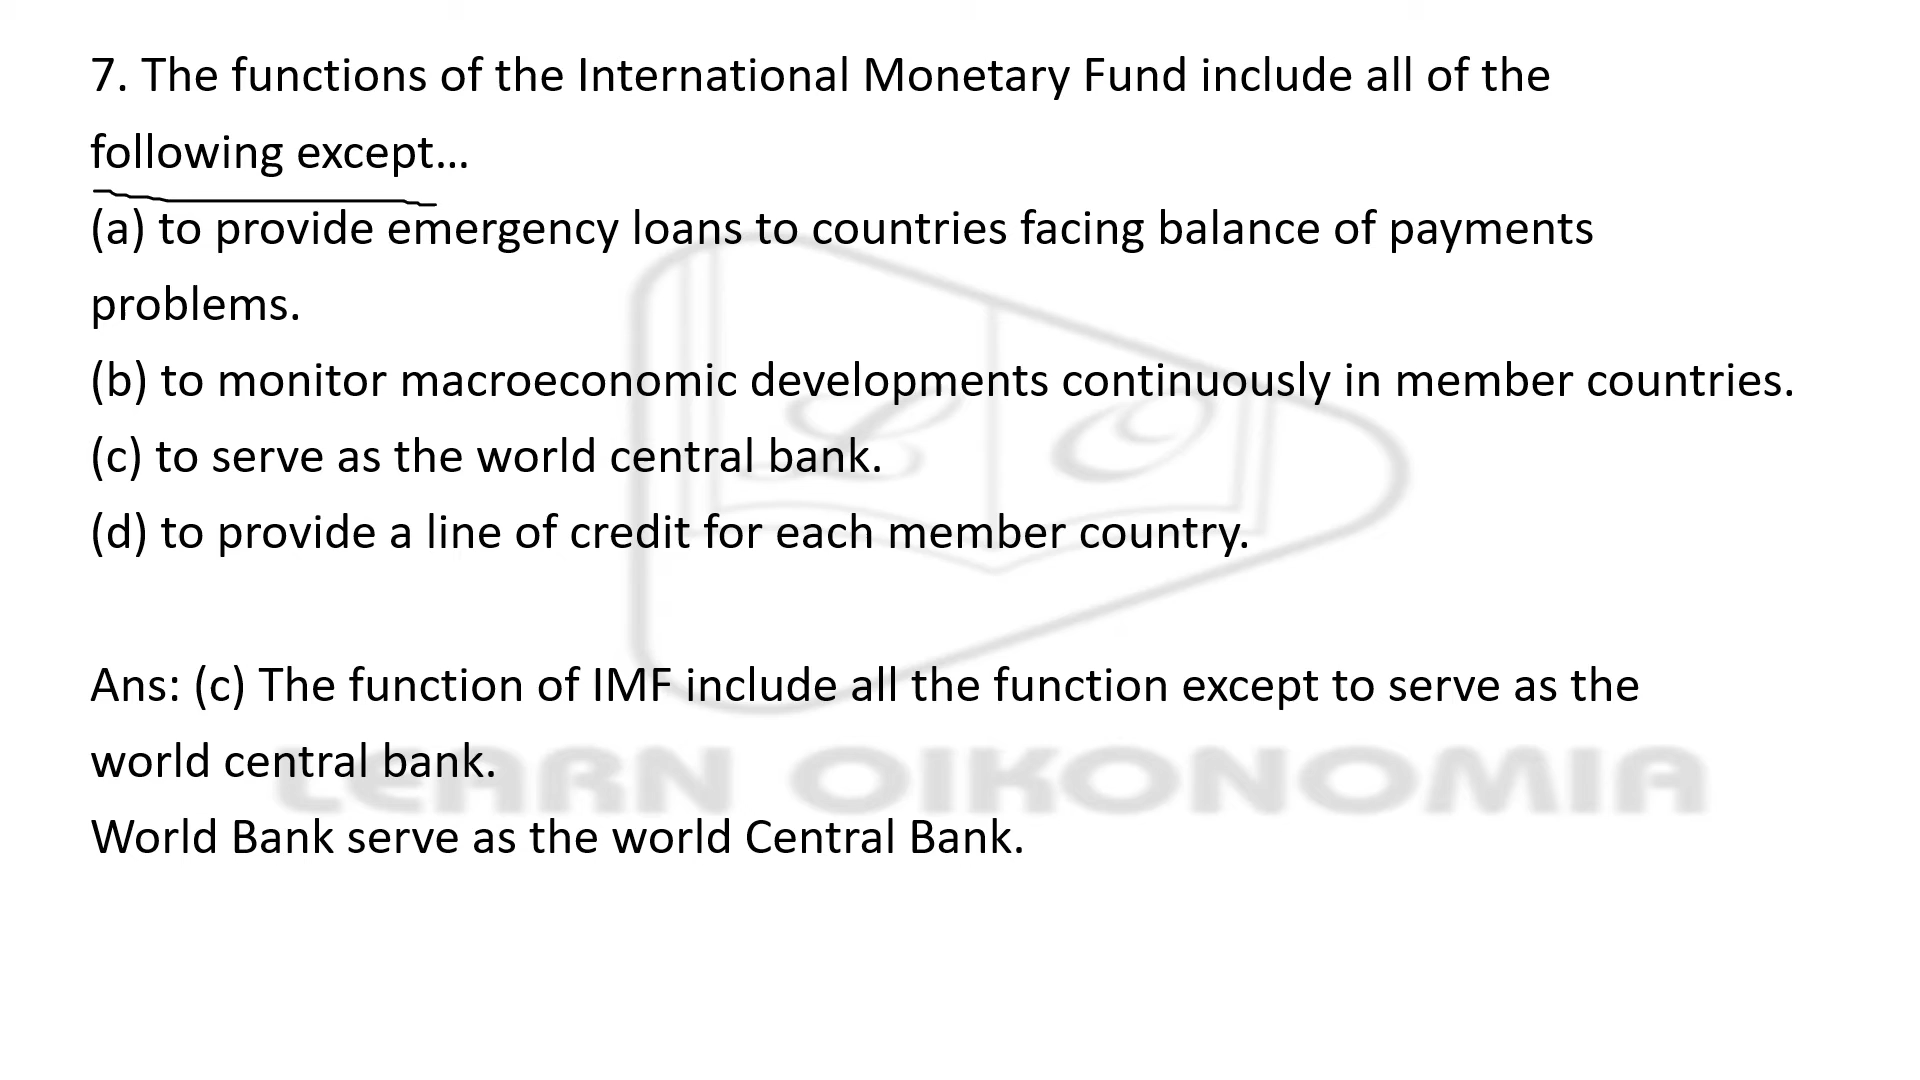 7. The functions of the International Monetary Fund include all of the
following except...
(a) to provide emergency loans to countries facing balance of payments
problems.
(b) to monitor macroeconomic developments continuously in member countries.
(c) to serve as the world central bank.
(d) to provide a line of credit for each member country.
Ans: (c) The function of IMF include all the function except to serve as the
world central bank.
World Bank serve as the world Central Bank.
LO
LEARN OIKONOMIA